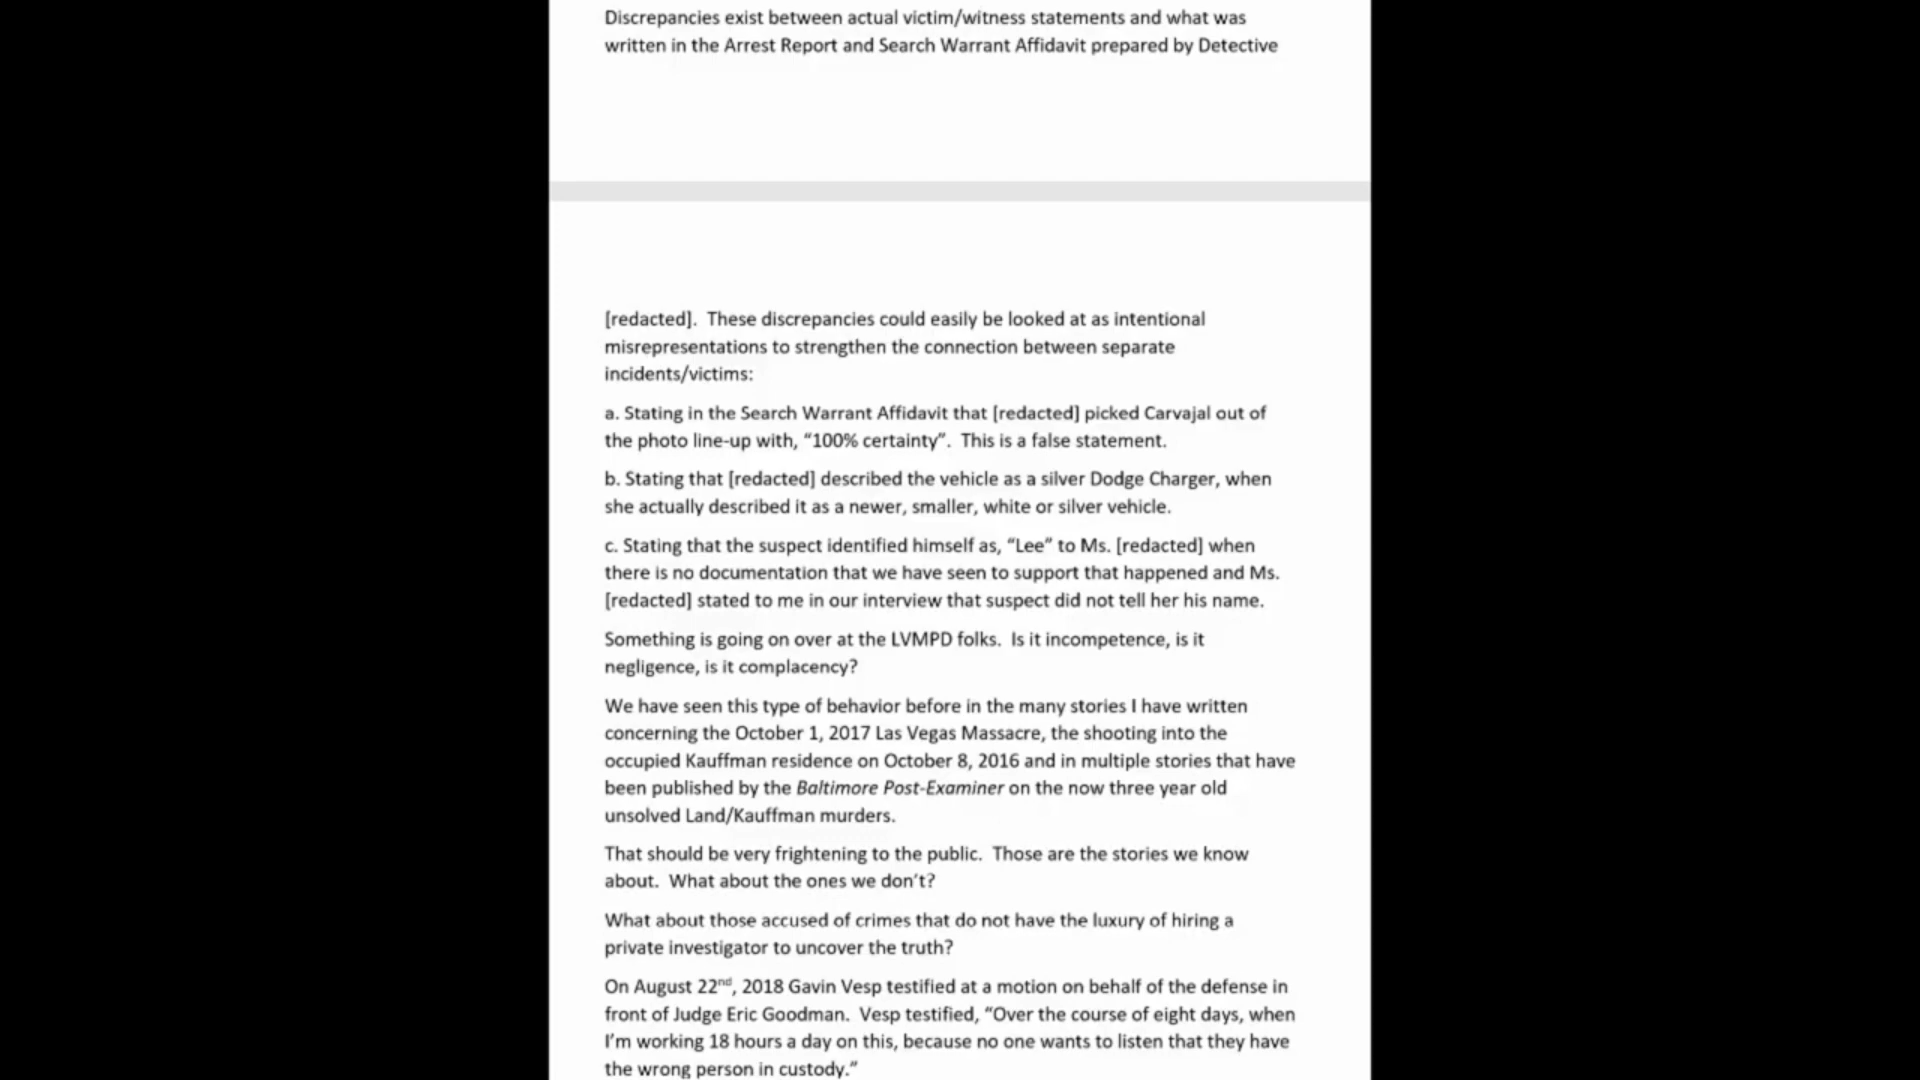 Discrepancies exist between actual victim/witness statements and what was
written in the Arrest Report and Search Warrant Affidavit prepared by Detective
[redacted].  These discrepancies could easily be looked at as intentional
misrepresentations to strengthen the connection between separate
incidents/victims:
a. Stating in the Search Warrant Affidavit that [redacted] picked Carvajal out of
the photo line-up with, “100% certainty”.  This is a false statement.
b. Stating that [redacted] described the vehicle as a silver Dodge Charger, when
she actually described it as a newer, smaller, white or silver vehicle.
c. Stating that the suspect identified himself as, “Lee” to Ms. [redacted] when
there is no documentation that we have seen to support that happened and Ms.
[redacted] stated to me in our interview that suspect did not tell her his name.
Something is going on over at the LVMPD folks.  Is it incompetence, is it
negligence, is it complacency?
We have seen this type of behavior before in the many stories I have written
concerning the October 1, 2017 Las Vegas Massacre, the shooting into the
occupied Kauffman residence on October 8, 2016 and in multiple stories that have
been published by the Baltimore Post-Examiner on the now three year old
unsolved Land/Kauffman murders.
That should be very frightening to the public.  Those are the stories we know
about.  What about the ones we don’t?
What about those accused of crimes that do not have the luxury of hiring a
private investigator to uncover the truth?
On August 22nd, 2018 Gavin Vesp testified at a motion on behalf of the defense in
front of Judge Eric Goodman.  Vesp testified, “Over the course of eight days, when
I’m working 18 hours a day on this, because no one wants to listen that they have
the wrong person in custody.”